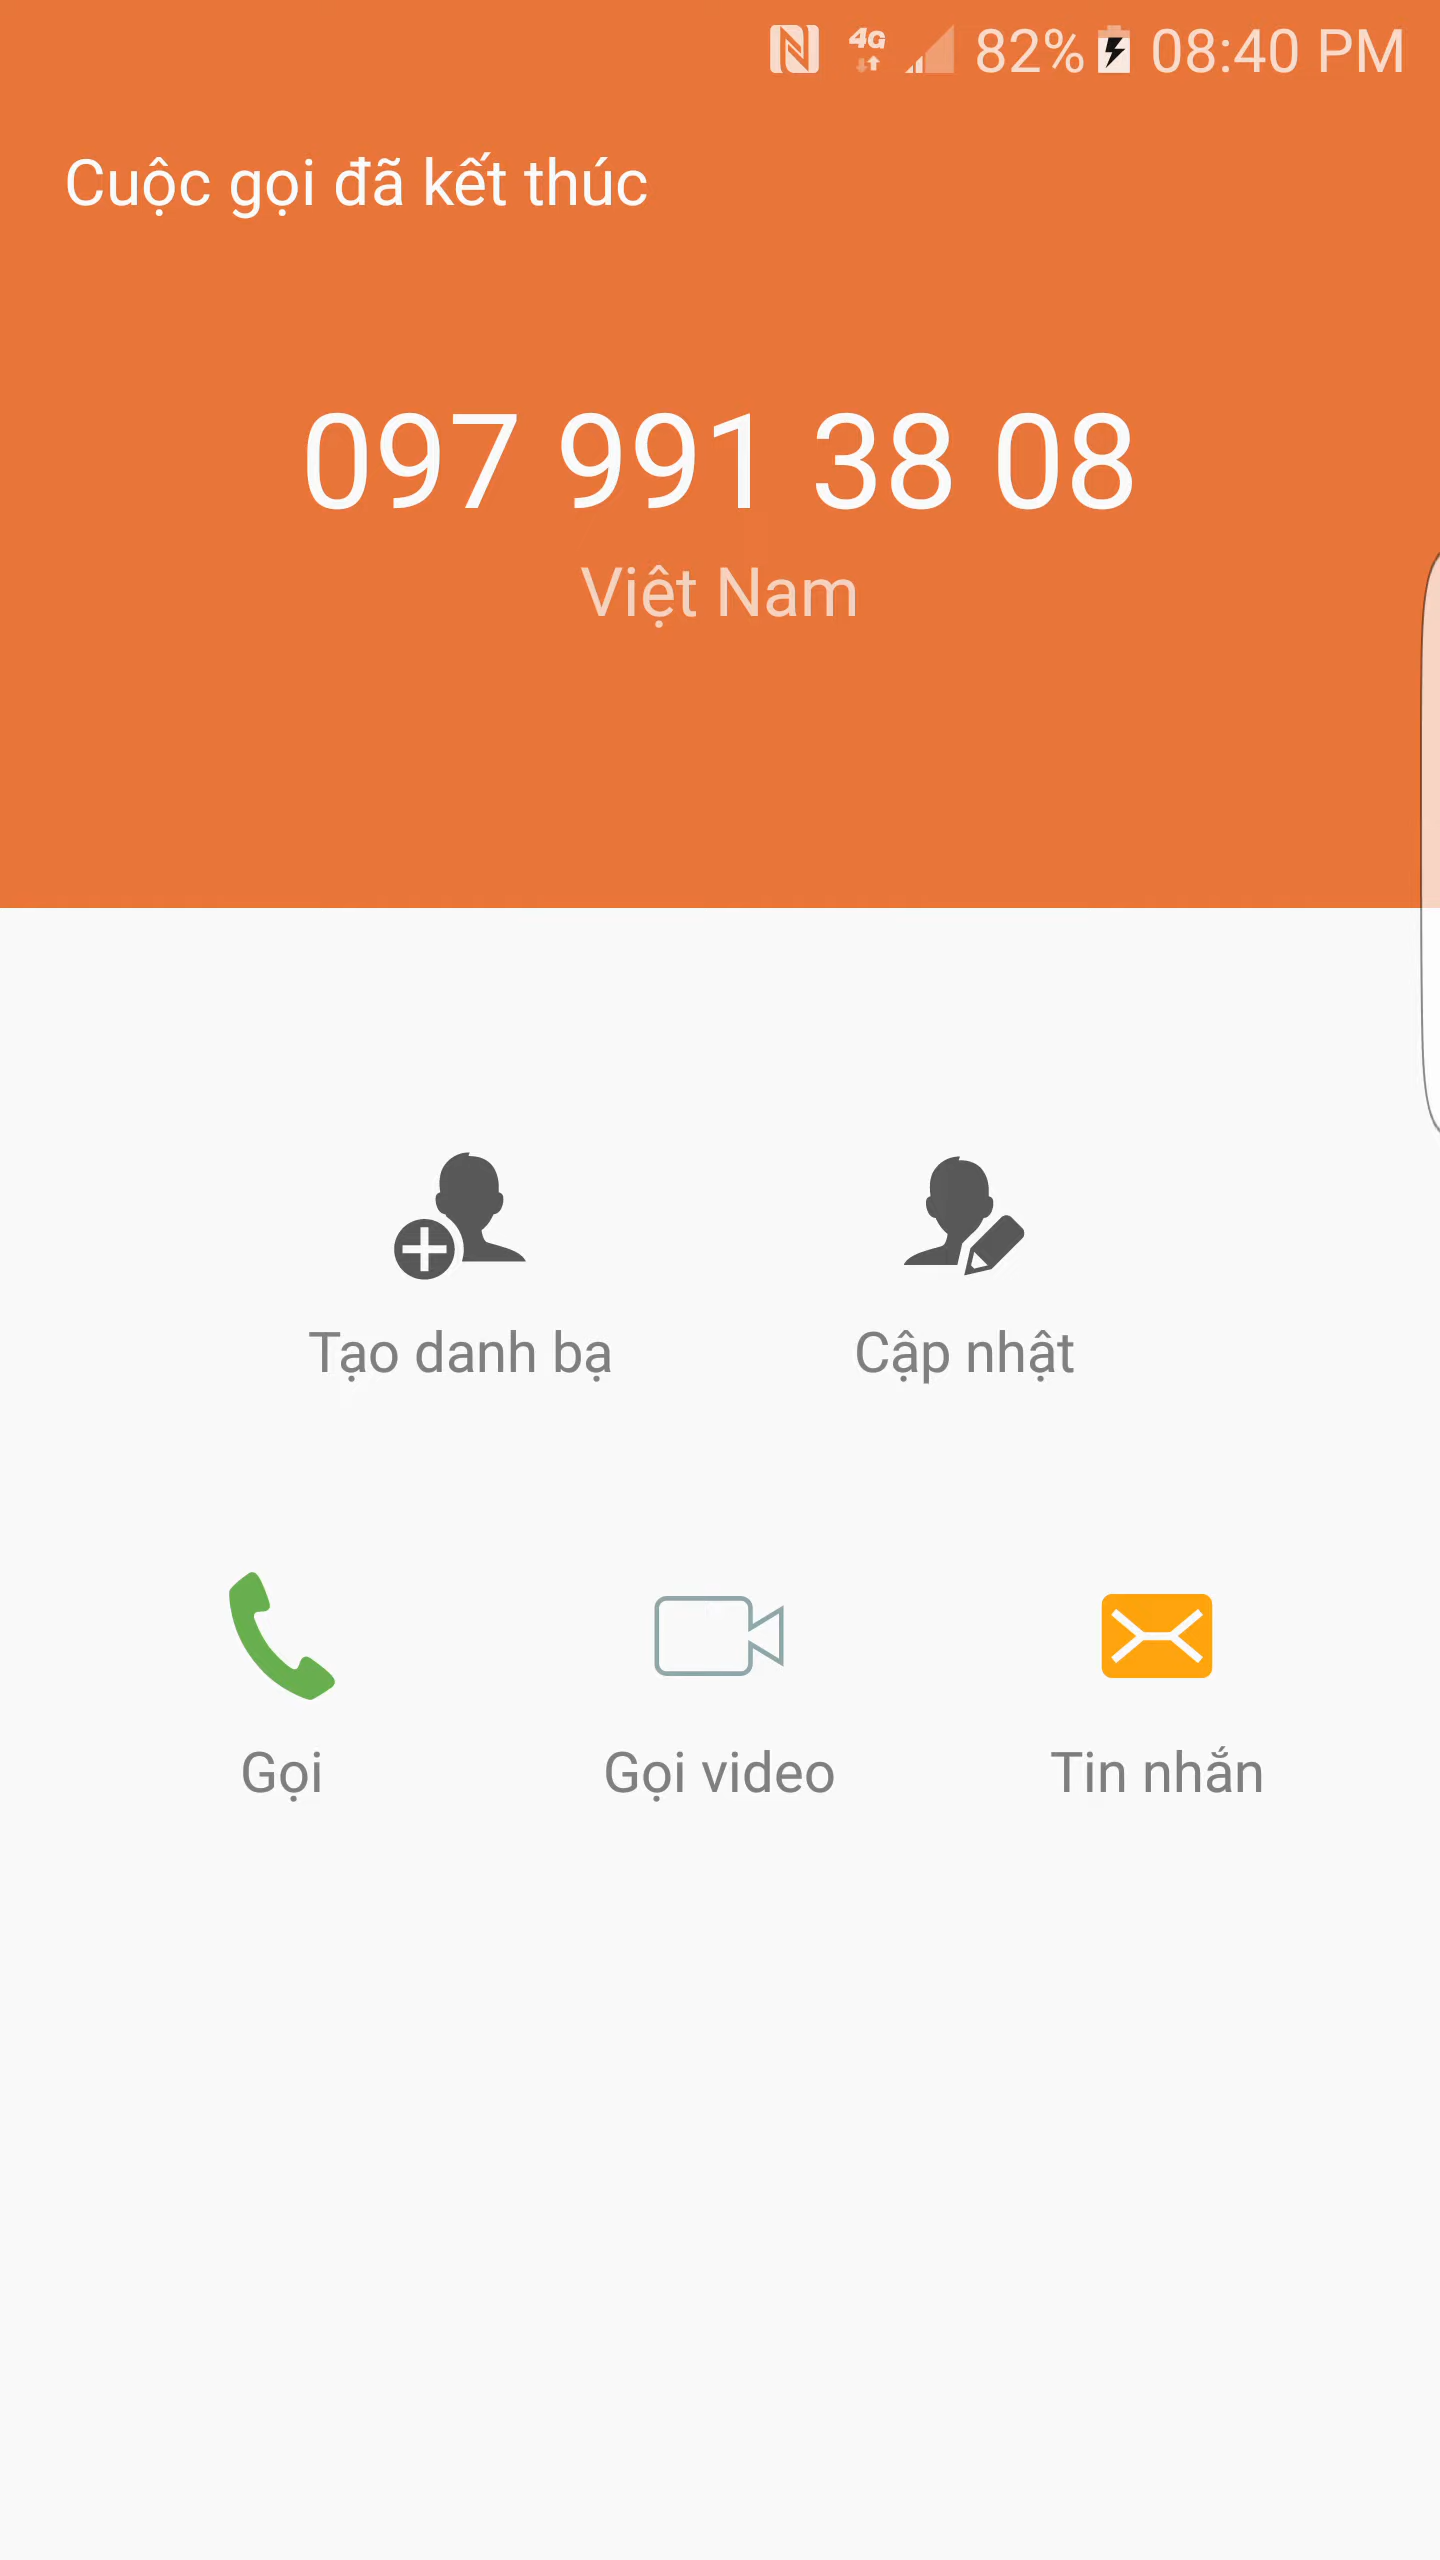 4G 82% 08:40 PM
Cuộc gọi đã kết thúc
097 991 38 08
Việt Nam
Tạo danh bạ Cập nhật
Gọi Gọi video Tin nhắn